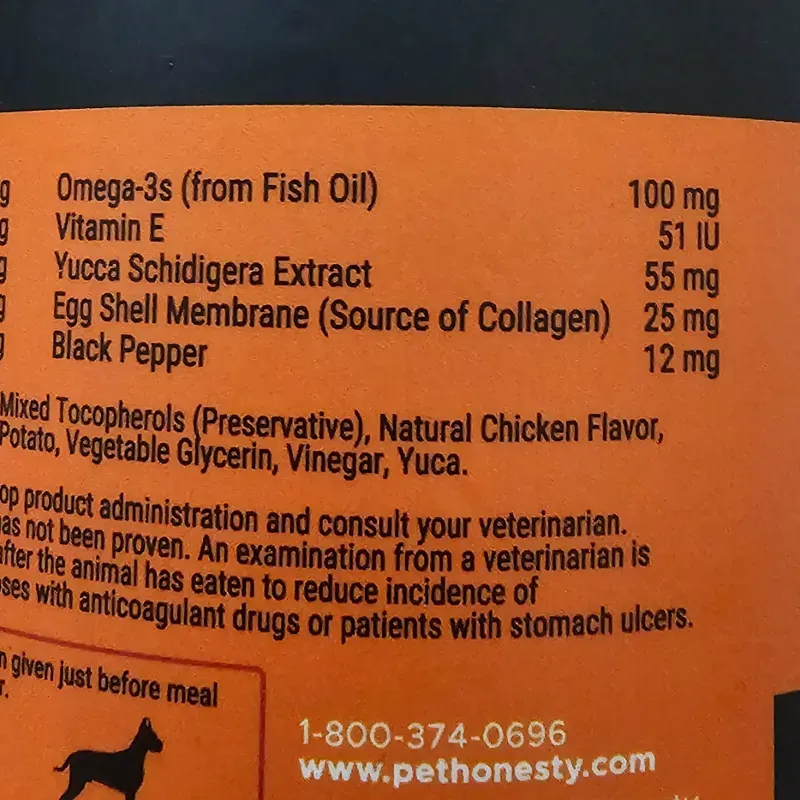 g Omega-3s (from Fish Oil) 100 mg
g Vitamin E 51 IU
g Yucca Schidigera Extract 55 mg
g Egg Shell Membrane (Source of Collagen) 25 mg
g Black Pepper 12 mg
Mixed Tocopherols (Preservative), Natural Chicken Flavor,
Potato, Vegetable Glycerin, Vinegar, Yuca.
op product administration and consult your veterinarian.
as not been proven. An examination from a veterinarian is
after the animal has eaten to reduce incidence of
ses with anticoagulant drugs or patients with stomach ulcers.
n given just before meal
r.
1-800-374-0696
www.pethonesty.com